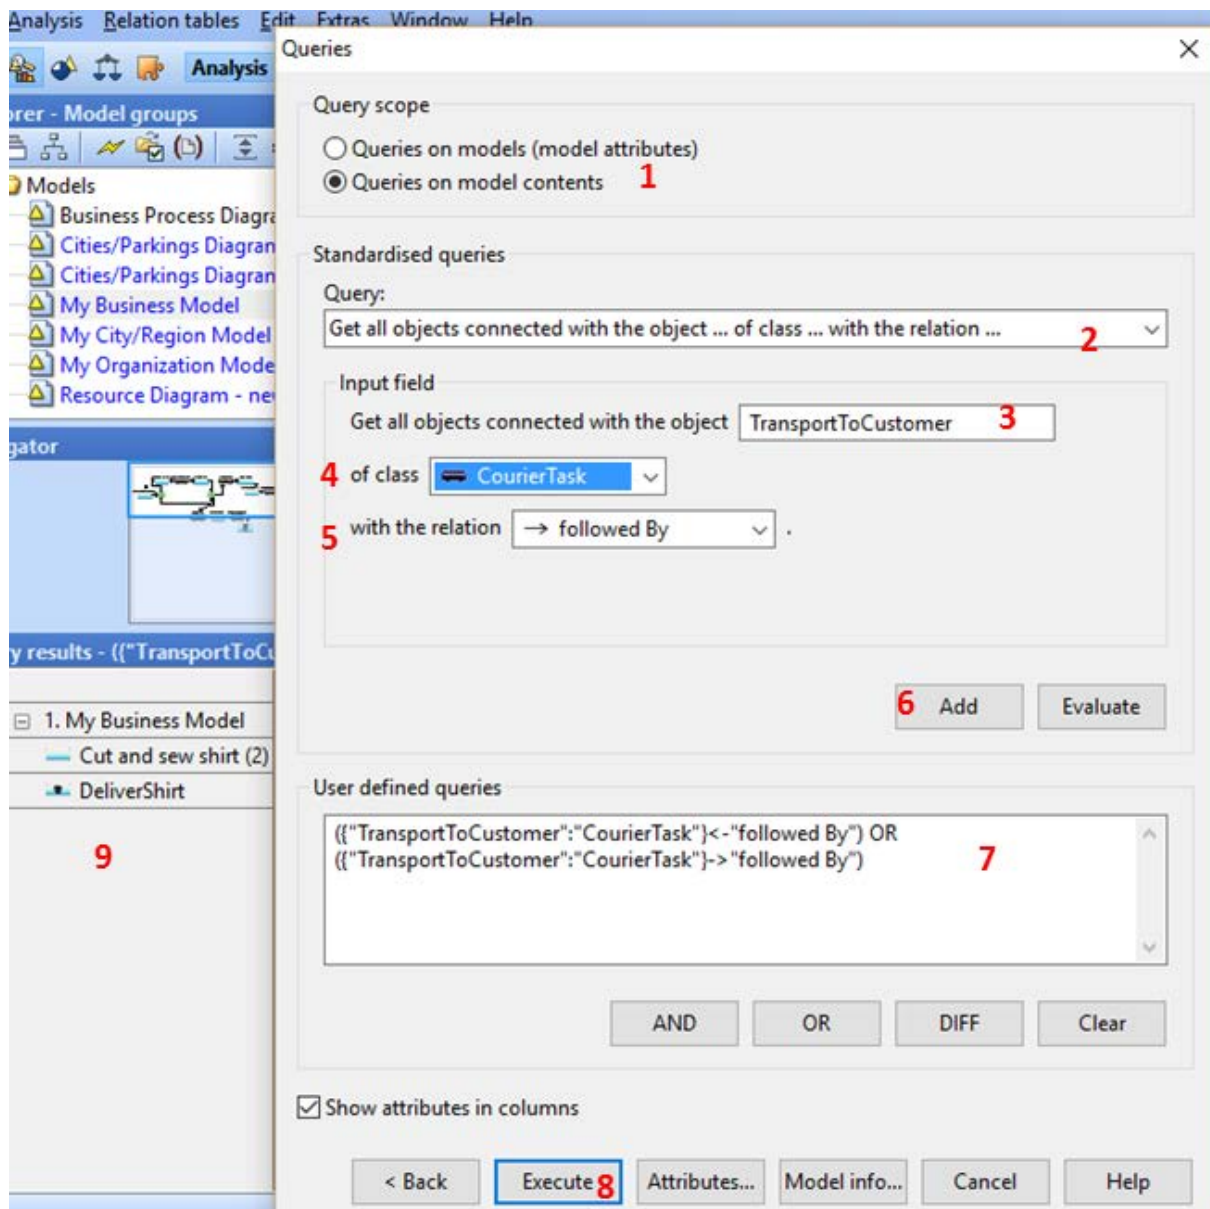 Analysis Relation tables Edit Extras Window Help
Analysis
orer - Model groups
Models
Business Process Diagra
Cities/Parkings Diagran
Cities/Parkings Diagran
My Business Model
My City/Region Model
My Organization Mode
Resource Diagram - ne
gator
y results - ({"TransportToCu
1. My Business Model
Cut and sew shirt (2)
DeliverShirt
9
Queries
Query scope
Queries on models (model attributes)
Queries on model contents 1
Standardised queries
Query:
Get all objects connected with the object ... of class ... with the relation ... 2
Input field
Get all objects connected with the object TransportToCustomer 3
4 of class CourierTask
5 with the relation → followed By .
6 Add Evaluate
User defined queries
({"TransportToCustomer":"CourierTask"}<-"followed By") OR
({"TransportToCustomer":"CourierTask"}->"followed By") 7
AND OR DIFF Clear
Show attributes in columns
< Back Execute 8 Attributes... Model info... Cancel Help